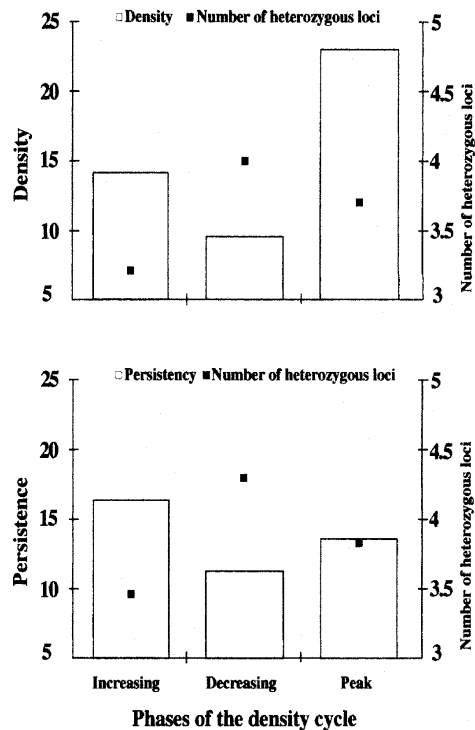 Density Number of heterozygous loci
25
20
15
10
5
Density
5
4.5
4
3.5
3
Number of heterozygous loci
Persistency Number of heterozygous loci
25
20
15
10
5
Persistence
5
4.5
4
3.5
3
Number of heterozygous loci
Increasing Decreasing Peak
Phases of the density cycle